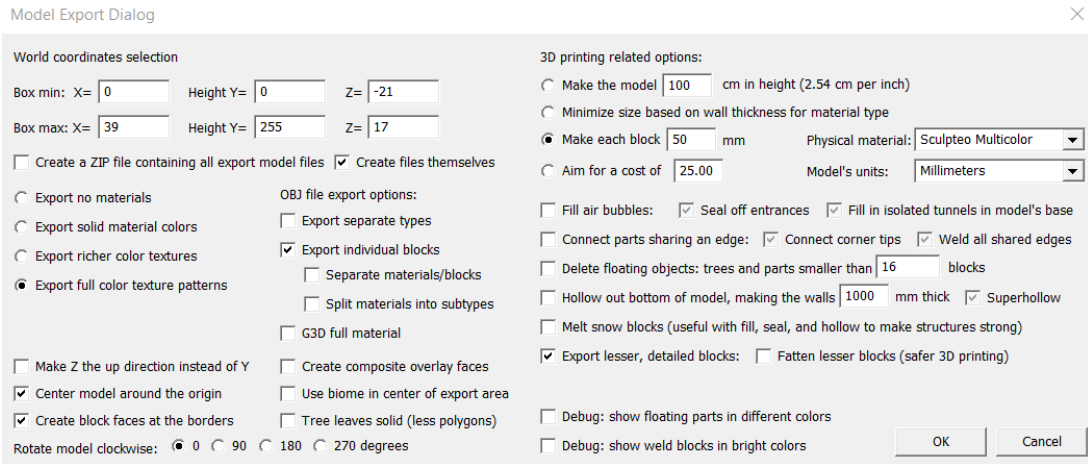 Model Export Dialog
World coordinates selection
Box min: X= 0 Height Y= 0 Z= -21
Box max: X= 39 Height Y= 255 Z= 17
Create a ZIP file containing all export model files Create files themselves
Export no materials
Export solid material colors
Export richer color textures
Export full color texture patterns
OBJ file export options:
Export separate types
Export individual blocks
Separate materials/blocks
Split materials into subtypes
G3D full material
Make Z the up direction instead of Y
Center model around the origin
Create block faces at the borders
Create composite overlay faces
Use biome in center of export area
Tree leaves solid (less polygons)
Rotate model clockwise: 0 90 180 270 degrees
3D printing related options:
Make the model 100 cm in height (2.54 cm per inch)
Minimize size based on wall thickness for material type
Make each block 50 mm Physical material: Sculpteo Multicolor
Aim for a cost of 25.00 Model's units: Millimeters
Fill air bubbles: Seal off entrances Fill in isolated tunnels in model's base
Connect parts sharing an edge: Connect corner tips Weld all shared edges
Delete floating objects: trees and parts smaller than 16 blocks
Hollow out bottom of model, making the walls 1000 mm thick Superhollow
Melt snow blocks (useful with fill, seal, and hollow to make structures strong)
Export lesser, detailed blocks: Fatten lesser blocks (safer 3D printing)
Debug: show floating parts in different colors
Debug: show weld blocks in bright colors
OK Cancel